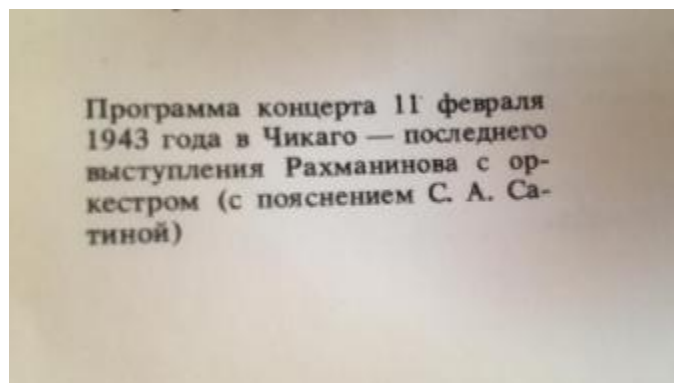 Программа концерта 11 февраля
1943 года в Чикаго — последнего
выступления Рахманинова с ор-
кестром (с пояснением С. А. Са-
тиной)